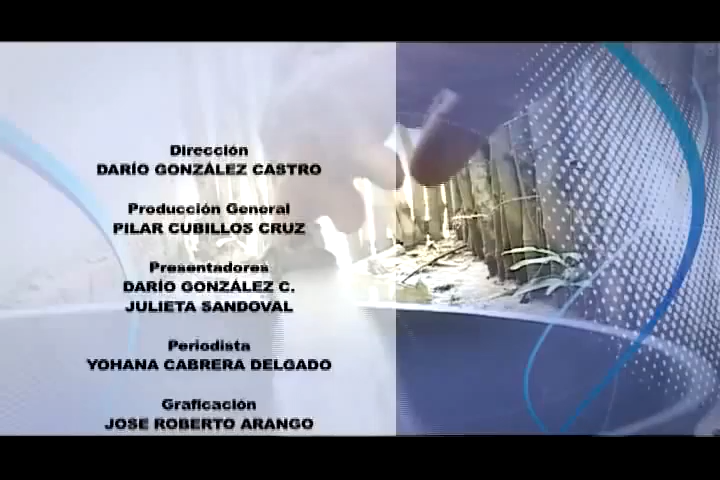 Dirección
DARÍO GONZÁLEZ CASTRO
Producción General
PILAR CUBILLOS CRUZ
Presentadores
DARÍO GONZÁLEZ C.
JULIETA SANDOVAL
Periodista
YOHANA CABRERA DELGADO
Graficación
JOSE ROBERTO ARANGO